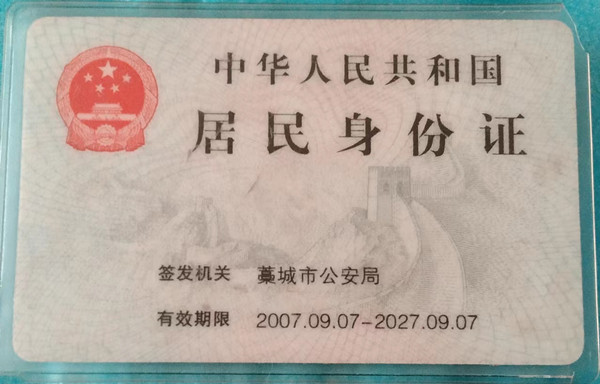 中华人民共和国
居民身份证
签发机关 藁城市公安局
有效期限 2007.09.07-2027.09.07